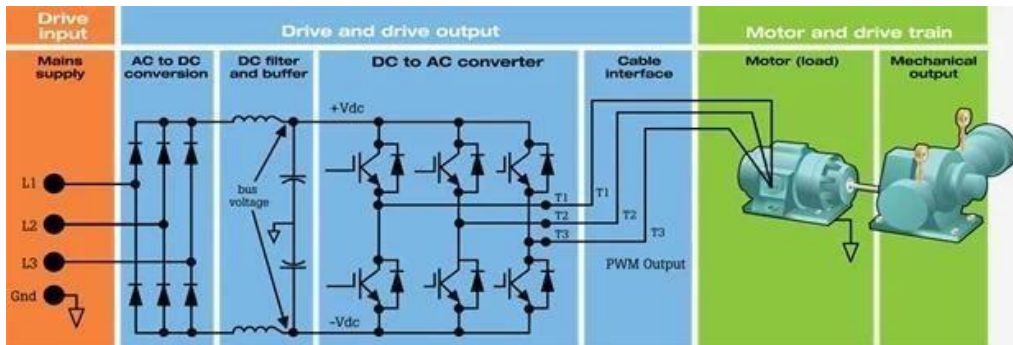 Drive
input
Drive and drive output
Motor and drive train
Mains
supply
AC to DC
conversion
DC filter
and buffer
DC to AC converter
Cable
interface
Motor (load)
Mechanical
output
+Vdc
L1
L2
L3
Gnd
bus
voltage
T1
T2
T3
T1
T2
T3
PWM Output
–Vdc